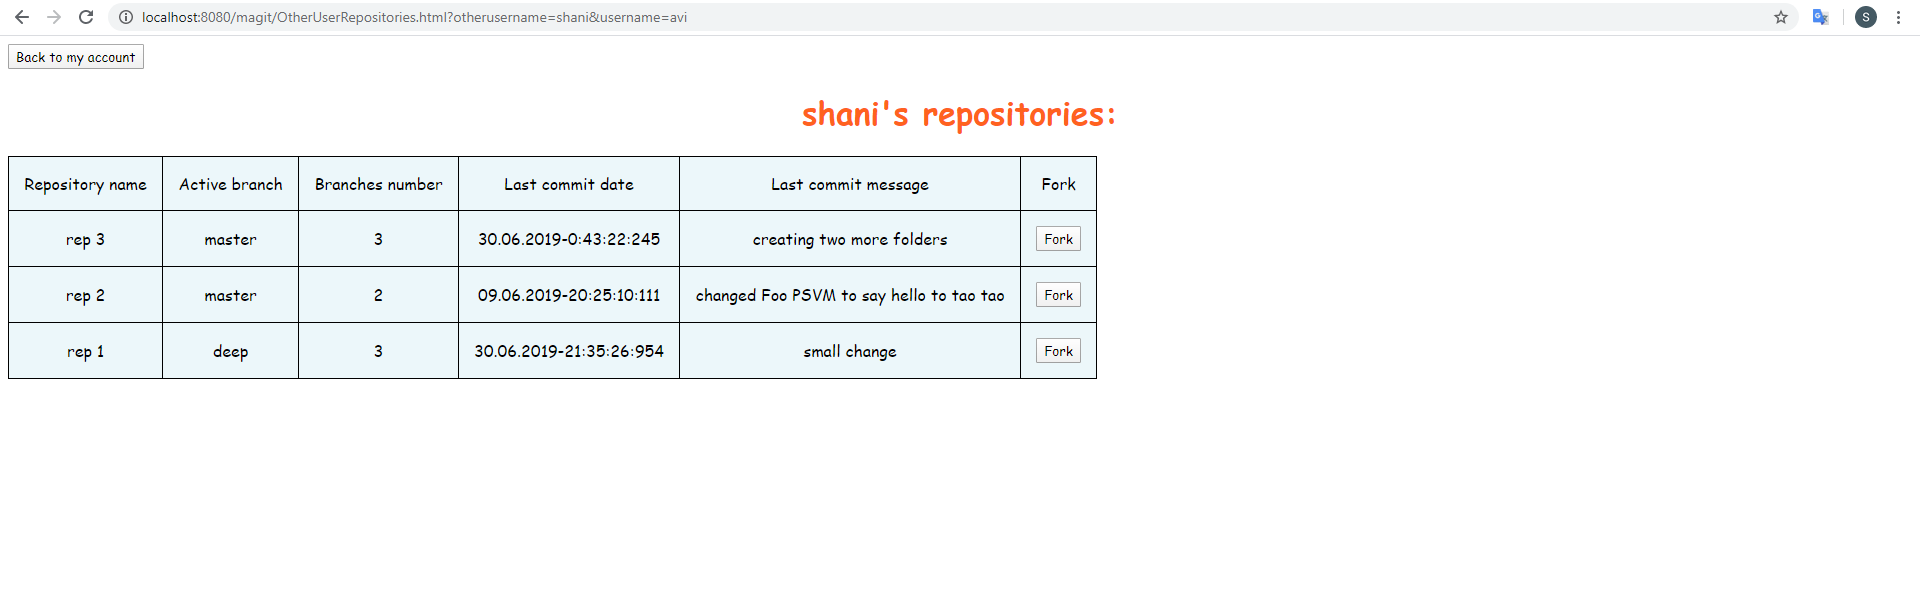 localhost:8080/magit/OtherUserRepositories.html?otherusername=shani&username=avi
S
Back to my account
shani's repositories:
Repository name Active branch Branches number Last commit date Last commit message Fork
rep 3 master 3 30.06.2019-0:43:22:245 creating two more folders Fork
rep 2 master 2 09.06.2019-20:25:10:111 changed Foo PSVM to say hello to tao tao Fork
rep 1 deep 3 30.06.2019-21:35:26:954 small change Fork